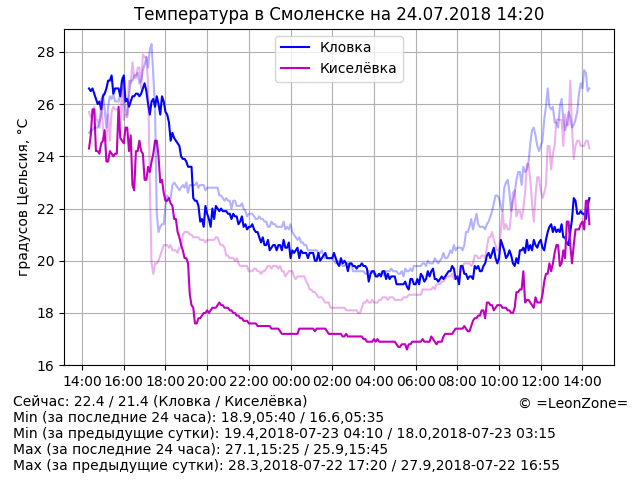 Температура в Смоленске на 24.07.2018 14:20
Кловка
Киселёвка
градусов Цельсия, °C
28
26
24
22
20
18
16
14:00 16:00 18:00 20:00 22:00 00:00 02:00 04:00 06:00 08:00 10:00 12:00 14:00
Сейчас: 22.4 / 21.4 (Кловка / Киселёвка)
© =LeonZone=
Min (за последние 24 часа): 18.9,05:40 / 16.6,05:35
Min (за предыдущие сутки): 19.4,2018-07-23 04:10 / 18.0,2018-07-23 03:15
Max (за последние 24 часа): 27.1,15:25 / 25.9,15:45
Max (за предыдущие сутки): 28.3,2018-07-22 17:20 / 27.9,2018-07-22 16:55